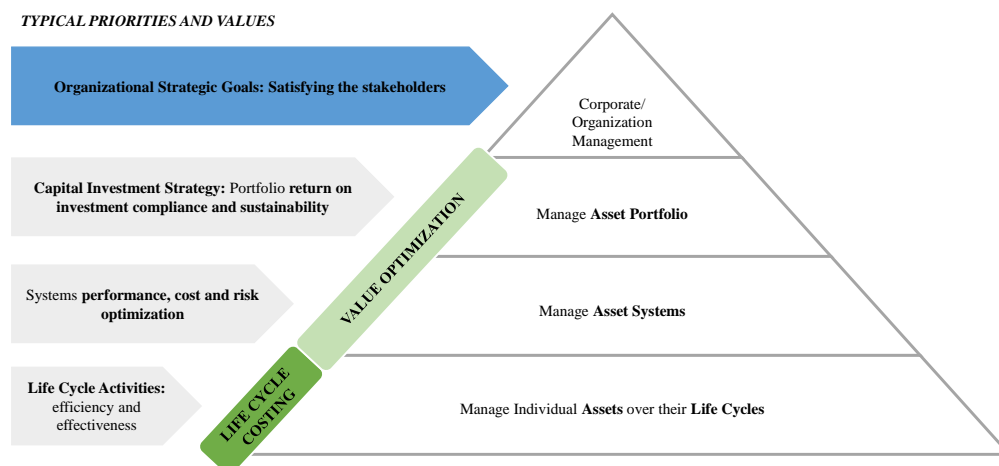 TYPICAL PRIORITIES AND VALUES
Organizational Strategic Goals: Satisfying the stakeholders
Corporate/
Organization
Management
Capital Investment Strategy: Portfolio return on
investment compliance and sustainability
Manage Asset Portfolio
VALUE OPTIMIZATION
Systems performance, cost and risk
optimization
Manage Asset Systems
Life Cycle Activities:
efficiency and
effectiveness
LIFE CYCLE
COSTING
Manage Individual Assets over their Life Cycles